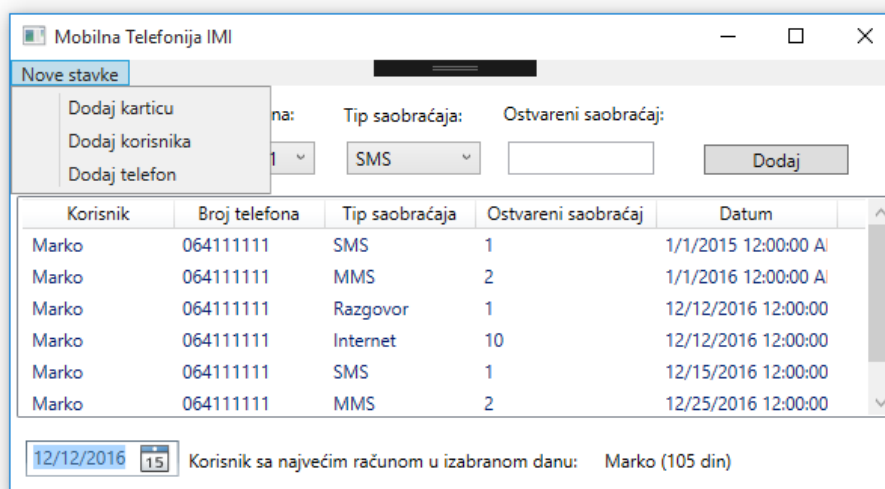 Mobilna Telefonija IMI
Nove stavke
Dodaj karticu
Dodaj korisnika
Dodaj telefon
na: Tip saobraćaja: Ostvareni saobraćaj:
1 SMS Dodaj
Korisnik Broj telefona Tip saobraćaja Ostvareni saobraćaj Datum
Marko 064111111 SMS 1 1/1/2015 12:00:00 A
Marko 064111111 MMS 2 1/1/2016 12:00:00 A
Marko 064111111 Razgovor 1 12/12/2016 12:00:00
Marko 064111111 Internet 10 12/12/2016 12:00:00
Marko 064111111 SMS 1 12/15/2016 12:00:00
Marko 064111111 MMS 2 12/25/2016 12:00:00
12/12/2016 15 Korisnik sa najvećim računom u izabranom danu: Marko (105 din)